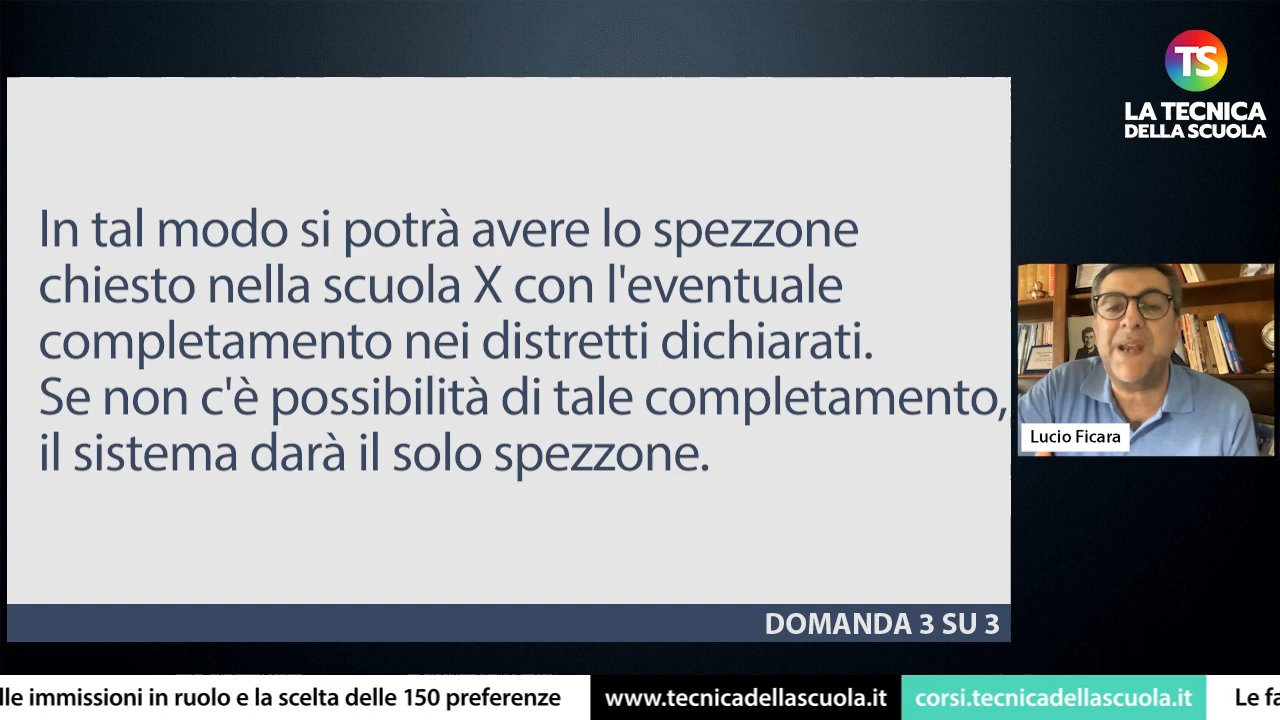 TS
LA TECNICA
DELLA SCUOLA
In tal modo si potrà avere lo spezzone
chiesto nella scuola X con l'eventuale
completamento nei distretti dichiarati.
Se non c'è possibilità di tale completamento,
il sistema darà il solo spezzone.
Lucio Ficara
DOMANDA 3 SU 3
lle immissioni in ruolo e la scelta delle 150 preferenze
www.tecnicadellascuola.it
corsi.tecnicadellascuola.it
Le fa